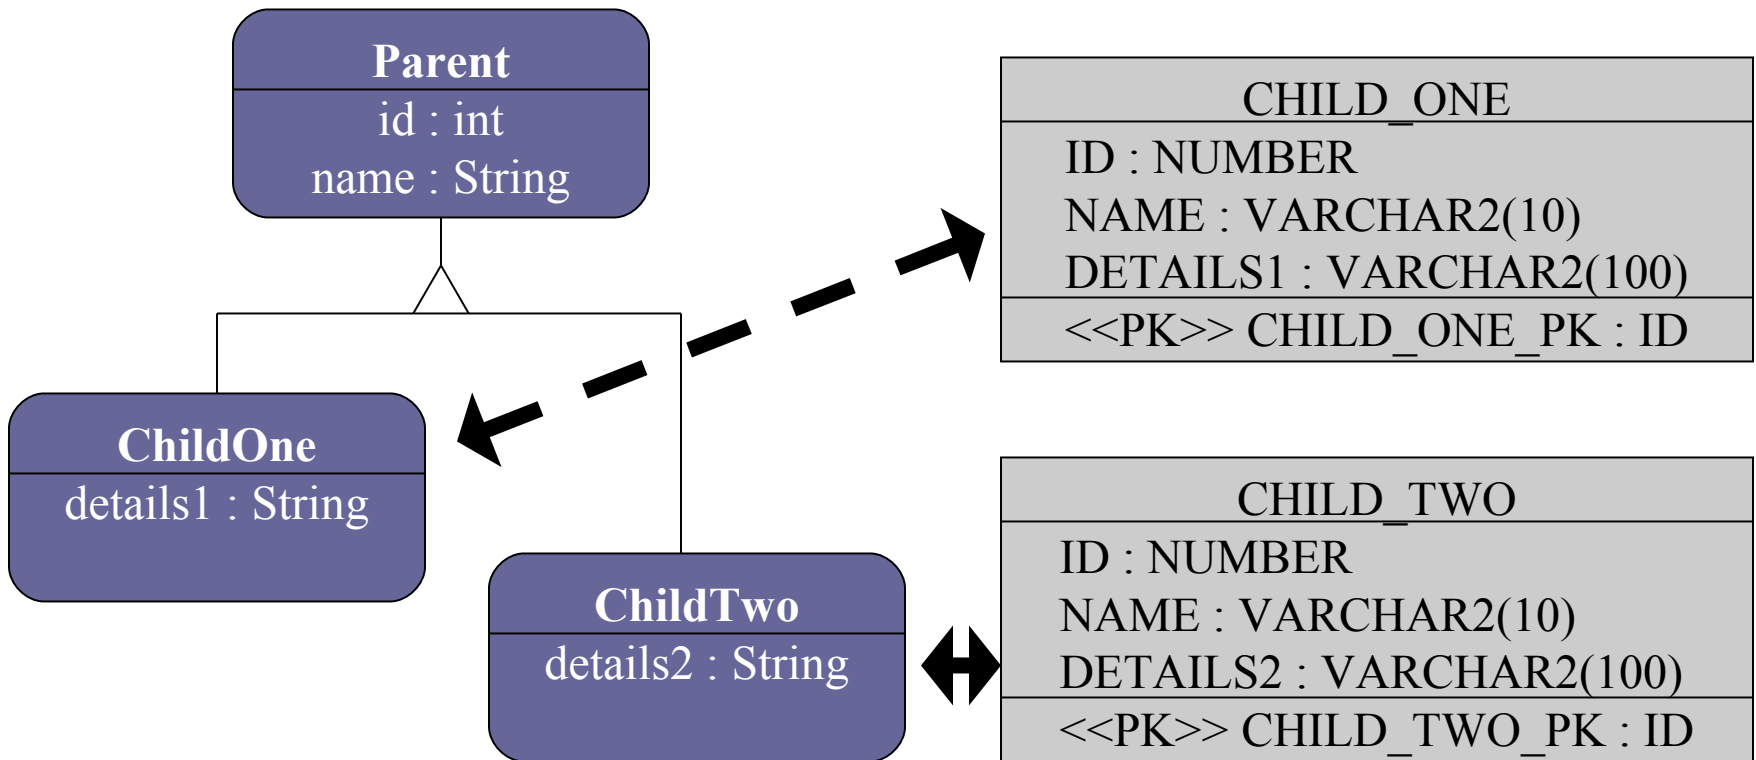 Parent
id : int
name : String
ChildOne
details1 : String
ChildTwo
details2 : String
CHILD_ONE
ID : NUMBER
NAME : VARCHAR2(10)
DETAILS1 : VARCHAR2(100)
<<PK>> CHILD_ONE_PK : ID
CHILD_TWO
ID : NUMBER
NAME : VARCHAR2(10)
DETAILS2 : VARCHAR2(100)
<<PK>> CHILD_TWO_PK : ID